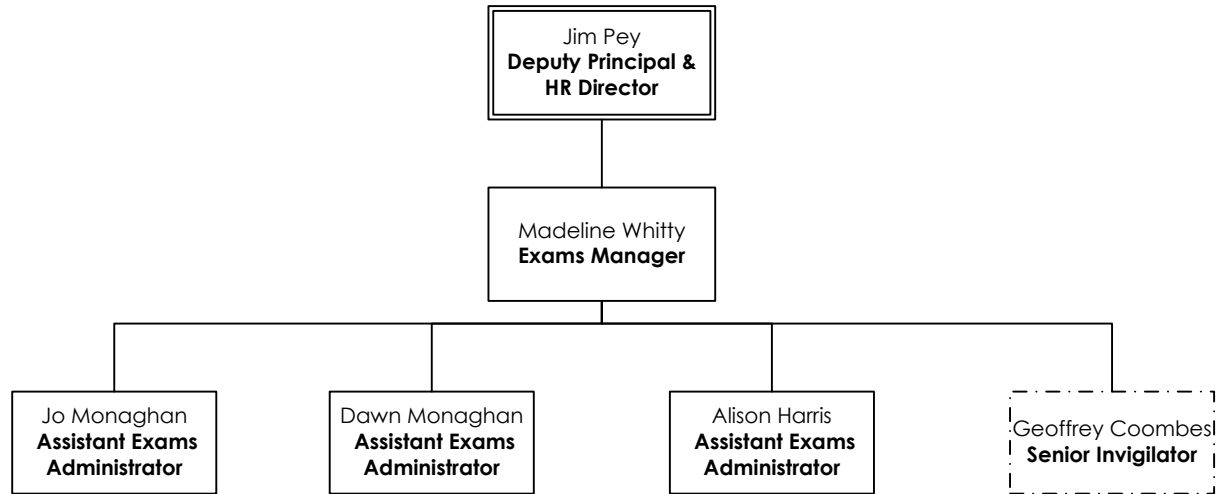 Jim Pey
Deputy Principal &
HR Director
Madeline Whitty
Exams Manager
Jo Monaghan
Assistant Exams
Administrator
Dawn Monaghan
Assistant Exams
Administrator
Alison Harris
Assistant Exams
Administrator
Geoffrey Coombes
Senior Invigilator